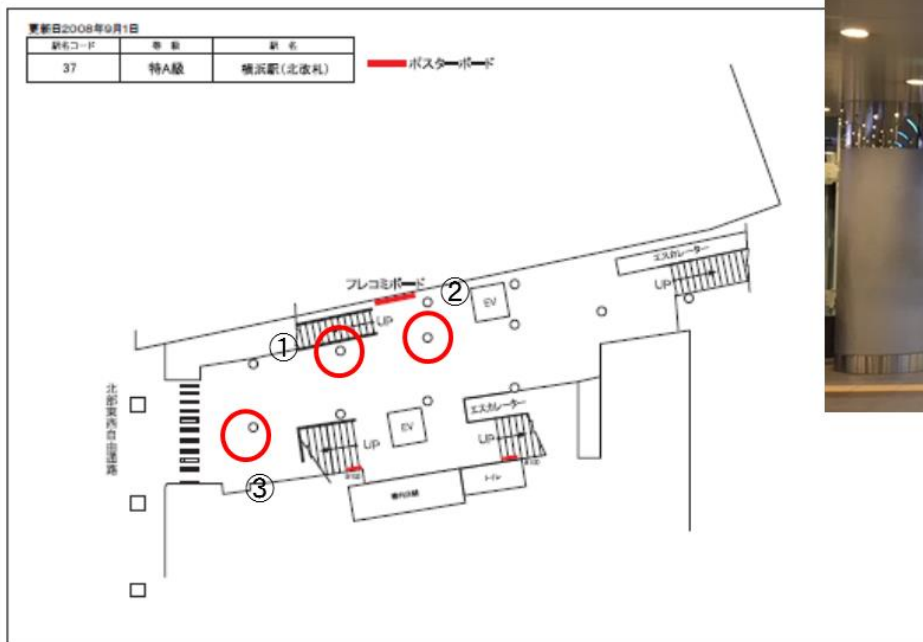 更新日2008年9月1日
駅名コード 等級 駅名
37 特A級 横浜駅(北改札)
ポスターボード
エスカレーター
UP
フレコミボード
②
EV
UP
①
北部東西自由通路
エスカレーター
EV
UP
UP
トイレ
③